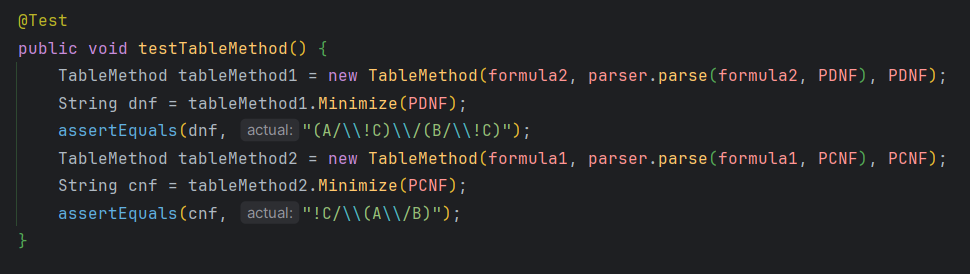 @Test
public void testTableMethod() {
    TableMethod tableMethod1 = new TableMethod(formula2, parser.parse(formula2, PDNF), PDNF);
    String dnf = tableMethod1.Minimize(PDNF);
    assertEquals(dnf, actual: "(A/\\!C)\\/(B/\\!C)");
    TableMethod tableMethod2 = new TableMethod(formula1, parser.parse(formula1, PCNF), PCNF);
    String cnf = tableMethod2.Minimize(PCNF);
    assertEquals(cnf, actual: "!C/\\(A\\/B)");
}